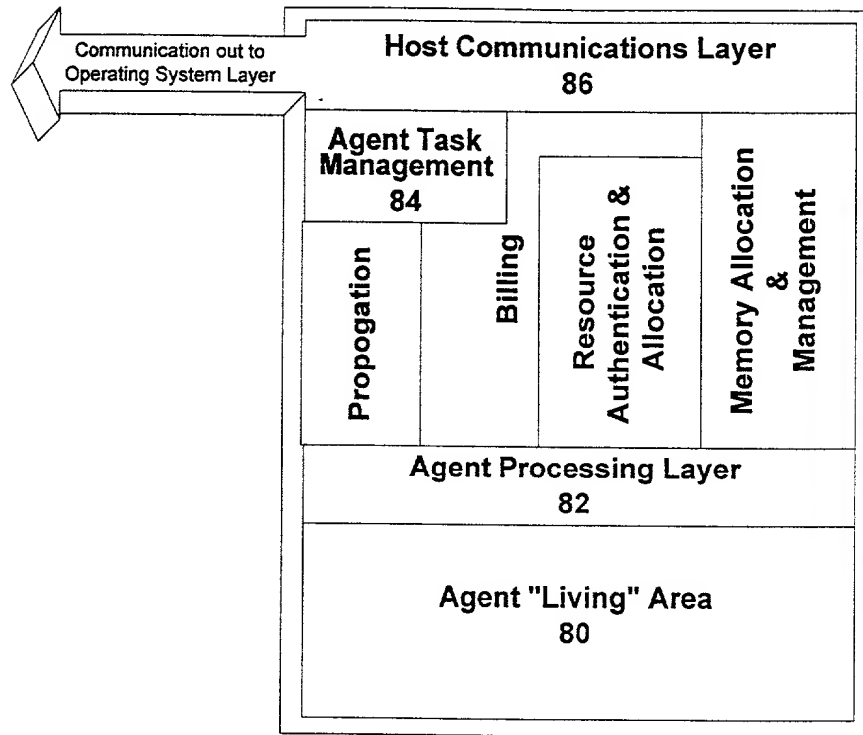 Communication out to
Operating System Layer
Host Communications Layer
86
Agent Task
Management
84
Propogation
Billing
Resource
Authentication &
Allocation
Memory Allocation
&
Management
Agent Processing Layer
82
Agent "Living" Area
80